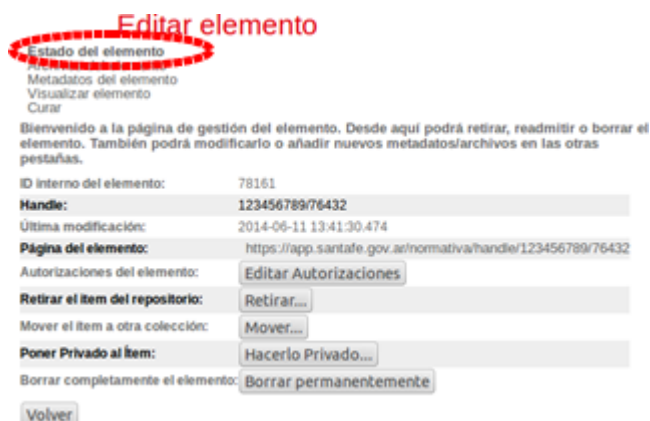 Editar elemento
Estado del elemento
Metadatos del elemento
Visualizar elemento
Curar
Bienvenido a la página de gestión del elemento. Desde aquí podrá retirar, readmitir o borrar el
elemento. También podrá modificarlo o añadir nuevos metadatos/archivos en las otras
pestañas.
ID interno del elemento: 78161
Handle: 123456789/76432
Última modificación: 2014-06-11 13:41:30.474
Página del elemento: https://app.santafe.gov.ar/normativa/handle/123456789/76432
Autorizaciones del elemento: Editar Autorizaciones
Retirar el item del repositorio: Retirar...
Mover el item a otra colección: Mover...
Poner Privado al Ítem: Hacerlo Privado...
Borrar completamente el elemento: Borrar permanentemente
Volver